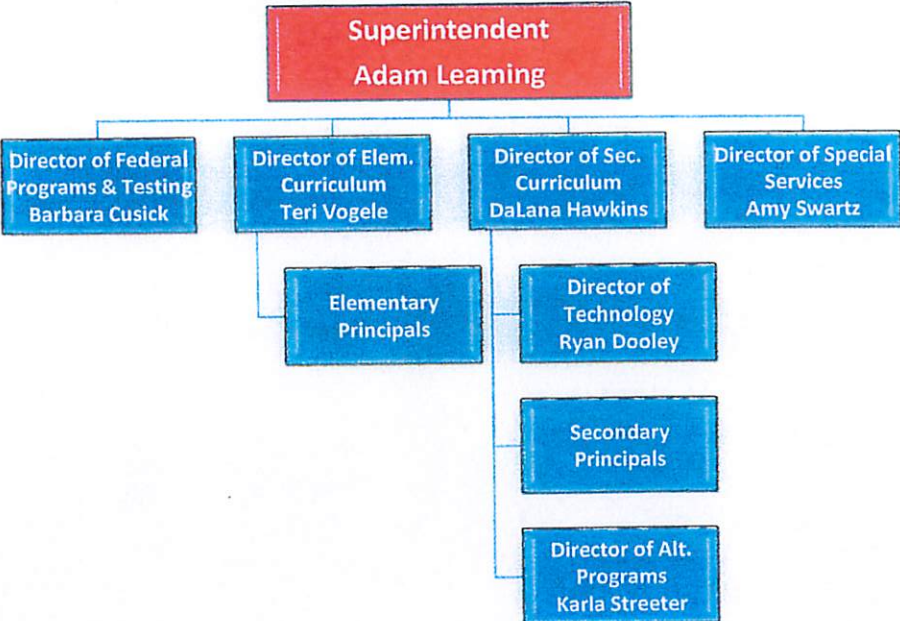 Superintendent
Adam Leaming
Director of Federal
Programs & Testing
Barbara Cusick
Director of Elem.
Curriculum
Teri Vogele
Director of Sec.
Curriculum
DaLana Hawkins
Director of Special
Services
Amy Swartz
Elementary
Principals
Director of
Technology
Ryan Dooley
Secondary
Principals
Director of Alt.
Programs
Karla Streeter